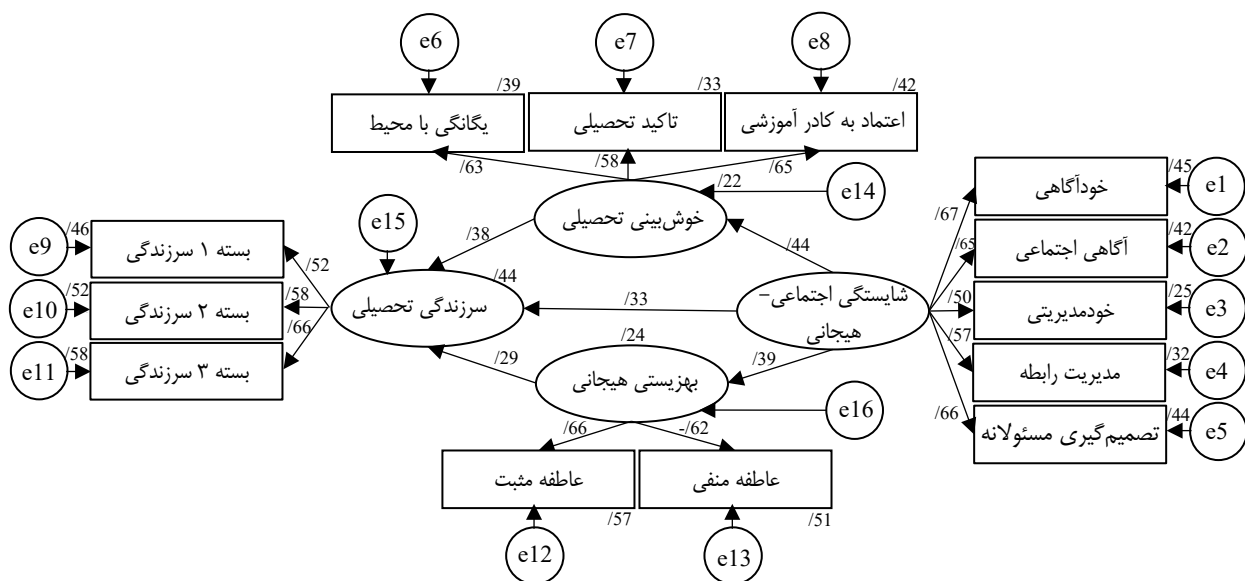 e6
e7
e8
/39
/33
/42
یگانگی با محیط
تاکید تحصیلی
اعتماد به کادر آموزشی
/63
/58
/65
/22
e14
خوش‌بینی تحصیلی
e15
/38
/44
/44
سرزندگی تحصیلی
/33
شایستگی اجتماعی-
هیجانی
/29
/24
/39
بهزیستی هیجانی
e16
/66
-/62
عاطفه مثبت
عاطفه منفی
/57
/51
e12
e13
e9
/46
بسته ۱ سرزندگی
/52
e10
/52
بسته ۲ سرزندگی
/58
e11
/58
بسته ۳ سرزندگی
/66
/67
خودآگاهی
/45
e1
/65
آگاهی اجتماعی
/42
e2
/50
خودمدیریتی
/25
e3
/57
مدیریت رابطه
/32
e4
/66
تصمیم‌گیری مسئولانه
/44
e5